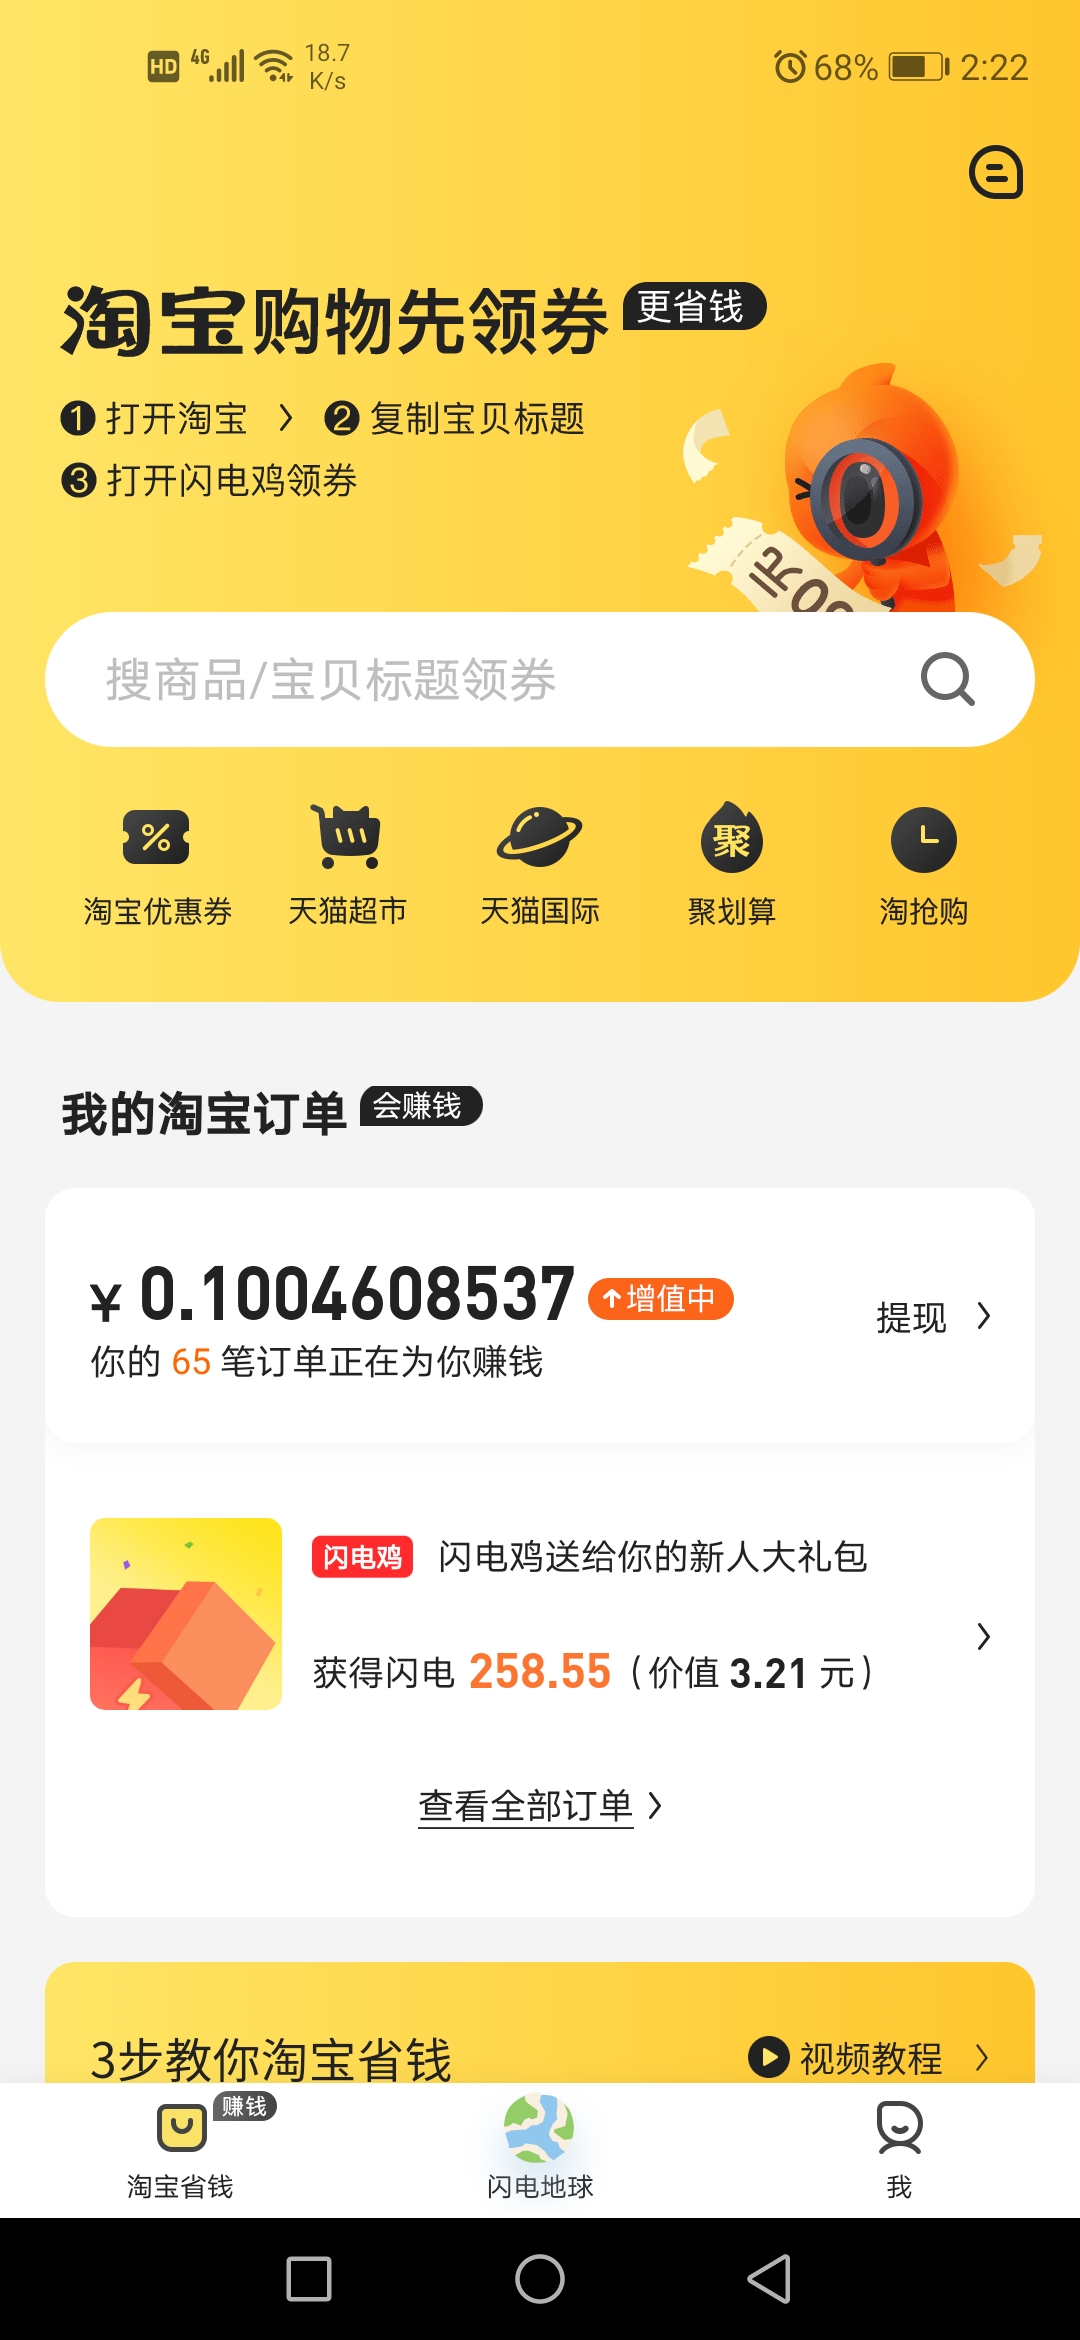 HD 4G 18.7 K/s 68% 2:22
淘宝购物先领券 更省钱
1 打开淘宝 > 2 复制宝贝标题
3 打开闪电鸡领券
元00
搜商品/宝贝标题领券
聚
淘宝优惠券 天猫超市 天猫国际 聚划算 淘抢购
我的淘宝订单 会赚钱
¥ 0.1004608537 增值中
提现 >
你的 65 笔订单正在为你赚钱
闪电鸡 闪电鸡送给你的新人大礼包
获得闪电 258.55（价值 3.21 元）
查看全部订单 >
3步教你淘宝省钱 视频教程 >
赚钱
淘宝省钱 闪电地球 我